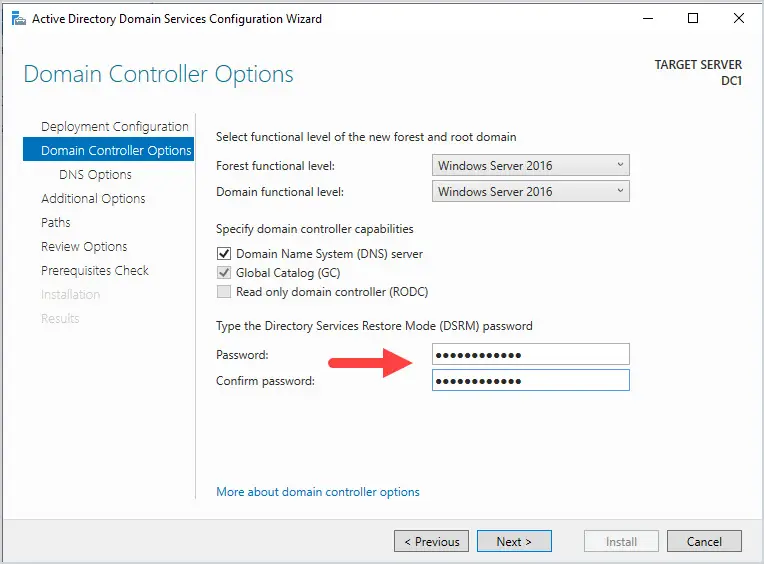 Active Directory Domain Services Configuration Wizard
Domain Controller Options
TARGET SERVER
DC1
Deployment Configuration
Domain Controller Options
DNS Options
Additional Options
Paths
Review Options
Prerequisites Check
Installation
Results
Select functional level of the new forest and root domain
Forest functional level: Windows Server 2016
Domain functional level: Windows Server 2016
Specify domain controller capabilities
Domain Name System (DNS) server
Global Catalog (GC)
Read only domain controller (RODC)
Type the Directory Services Restore Mode (DSRM) password
Password: ●●●●●●●●●●●●
Confirm password: ●●●●●●●●●●●●
More about domain controller options
< Previous Next > Install Cancel